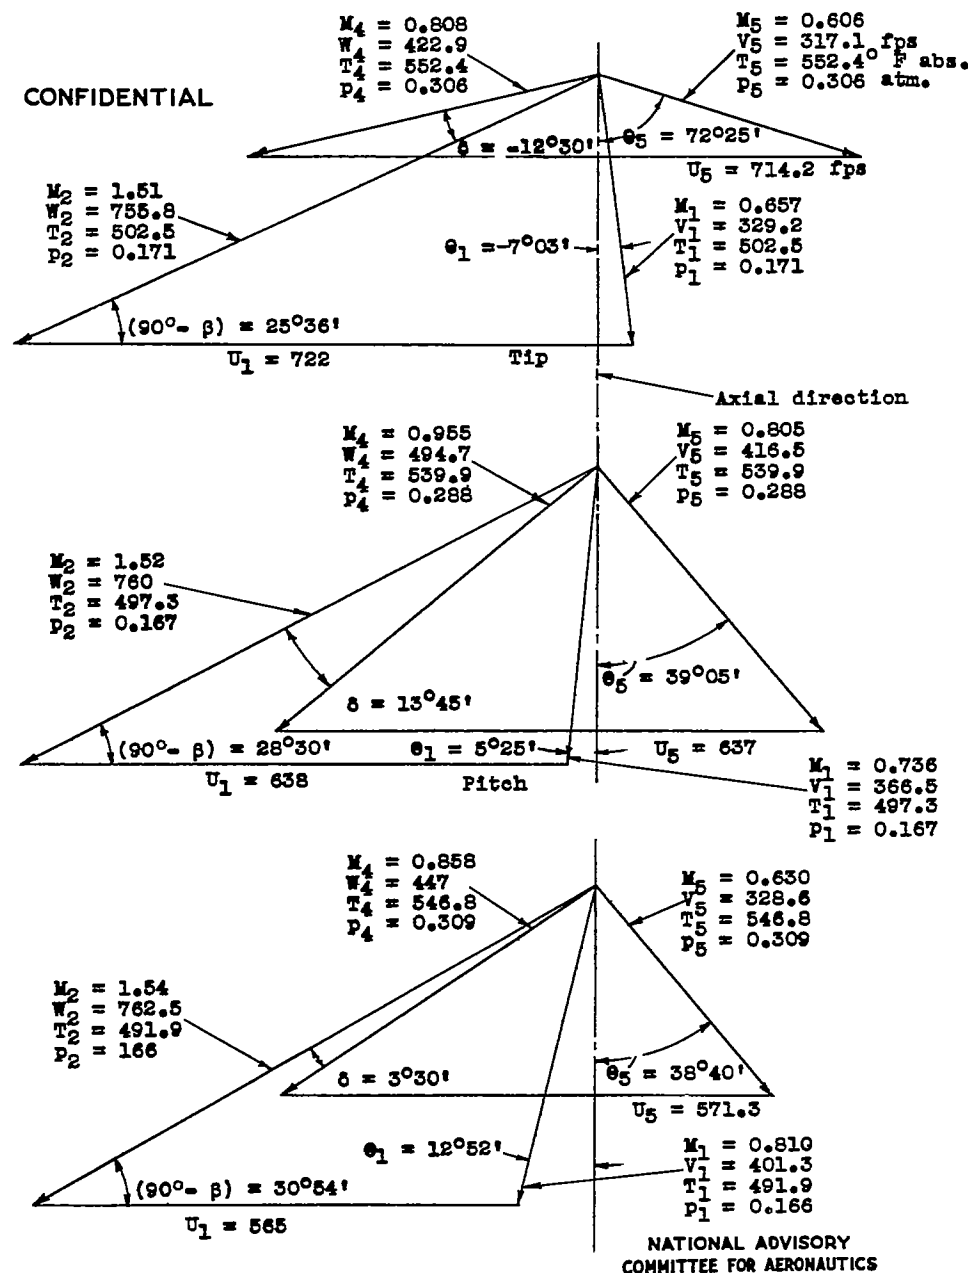 M4 = 0.808
W4 = 422.9
T4 = 552.4
p4 = 0.306
M5 = 0.606
V5 = 317.1 fps
T5 = 552.4° F abs.
p5 = 0.306 atm.
CONFIDENTIAL
δ = -12°30'
θ5 = 72°25'
U5 = 714.2 fps
M2 = 1.51
W2 = 755.8
T2 = 502.5
p2 = 0.171
M1 = 0.657
V1 = 329.2
T1 = 502.5
p1 = 0.171
θ1 = -7°03'
(90°- β) = 25°36'
U1 = 722
Tip
Axial direction
M4 = 0.955
W4 = 494.7
T4 = 539.9
p4 = 0.288
M5 = 0.805
V5 = 416.5
T5 = 539.9
p5 = 0.288
M2 = 1.52
W2 = 760
T2 = 497.3
p2 = 0.167
θ5 = 39°05'
δ = 13°45'
(90°- β) = 28°30'
θ1 = 5°25'
U5 = 637
U1 = 638
Pitch
M1 = 0.736
V1 = 366.5
T1 = 497.3
p1 = 0.167
M4 = 0.858
W4 = 447
T4 = 546.8
p4 = 0.309
M5 = 0.630
V5 = 328.6
T5 = 546.8
p5 = 0.309
M2 = 1.54
W2 = 762.5
T2 = 491.9
p2 = 166
δ = 3°30'
θ5 = 38°40'
U5 = 571.3
θ1 = 12°52'
M1 = 0.810
V1 = 401.3
T1 = 491.9
p1 = 0.166
(90°- β) = 30°54'
U1 = 565
NATIONAL ADVISORY
COMMITTEE FOR AERONAUTICS